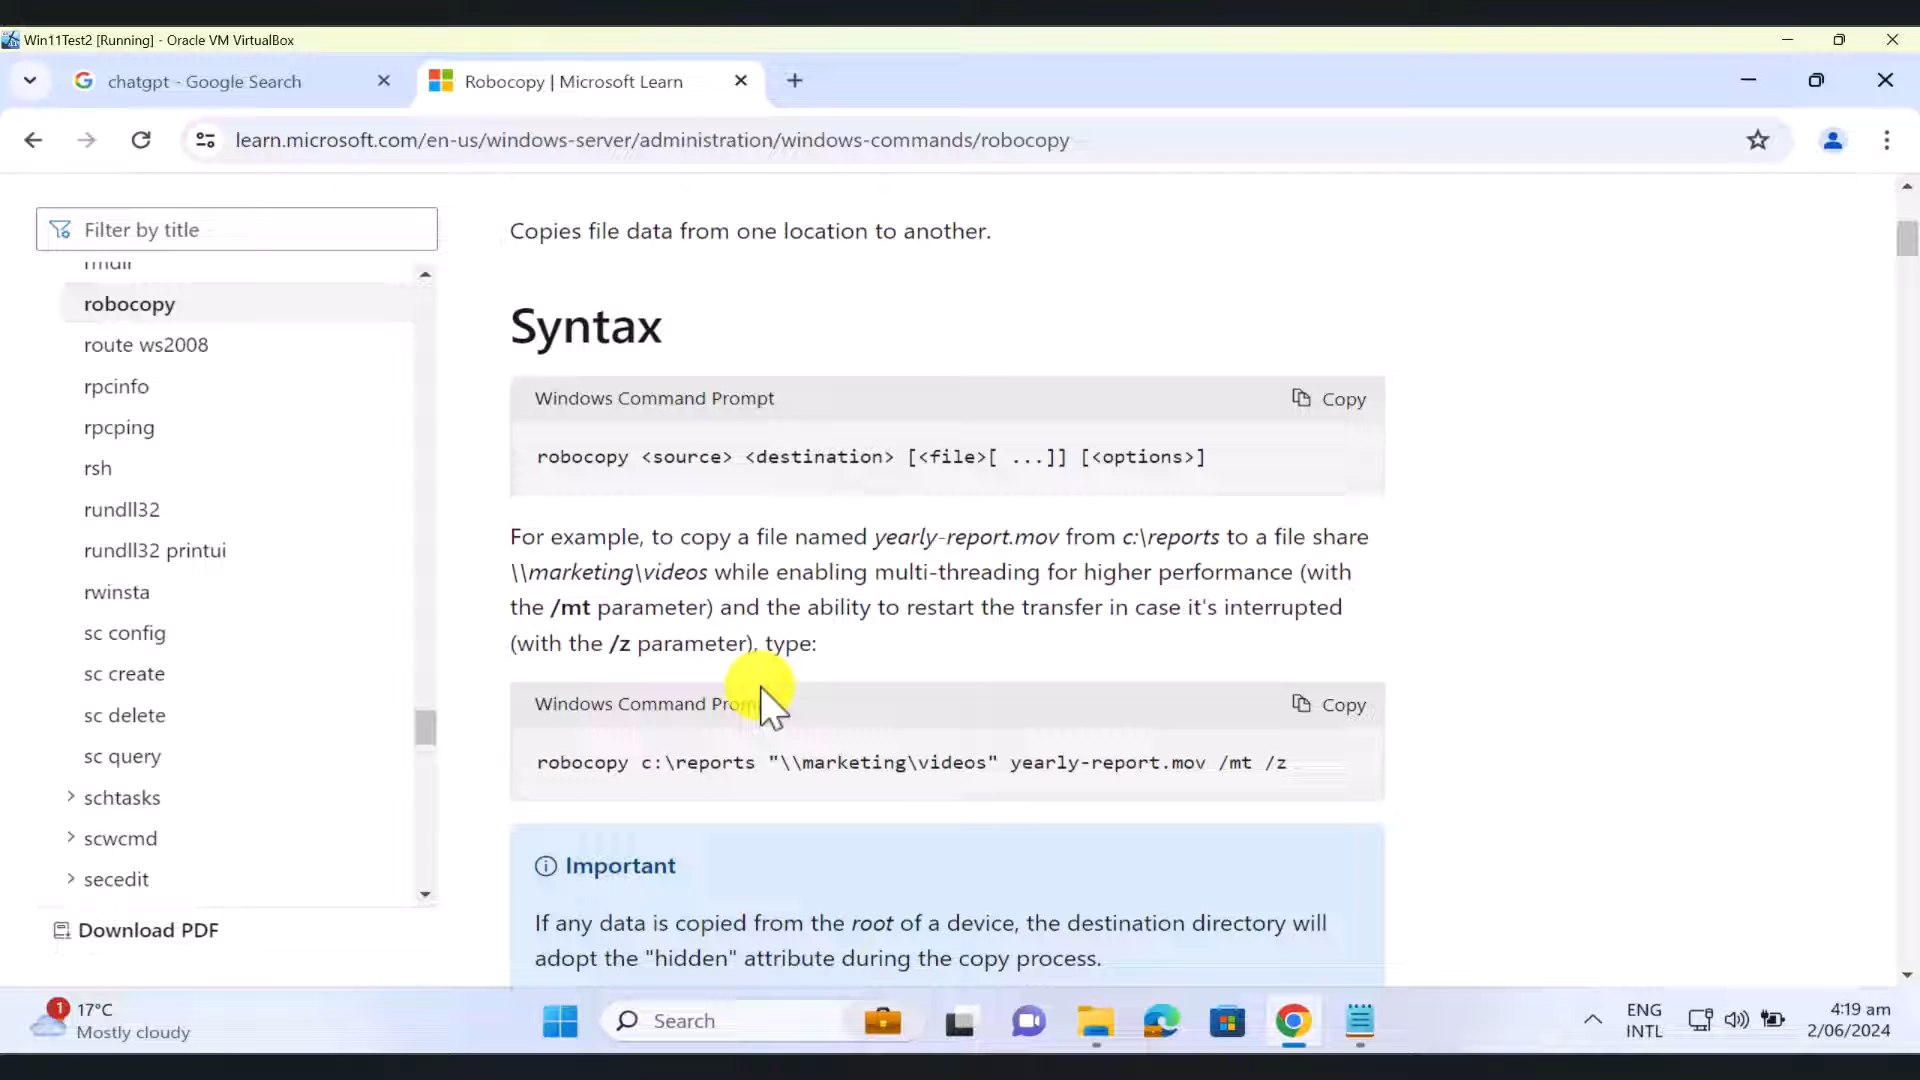 Win11Test2 [Running] - Oracle VM VirtualBox
chatgpt - Google Search
Robocopy | Microsoft Learn
learn.microsoft.com/en-us/windows-server/administration/windows-commands/robocopy
Filter by title
robocopy
route ws2008
rpcinfo
rpcping
rsh
rundll32
rundll32 printui
rwinsta
sc config
sc create
sc delete
sc query
schtasks
scwcmd
secedit
Download PDF
Copies file data from one location to another.
Syntax
Windows Command Prompt
Copy
robocopy <source> <destination> [<file>[ ...]] [<options>]
For example, to copy a file named yearly-report.mov from c:\reports to a file share
\\marketing\videos while enabling multi-threading for higher performance (with
the /mt parameter) and the ability to restart the transfer in case it's interrupted
(with the /z parameter), type:
Windows Command Prompt
Copy
robocopy c:\reports "\\marketing\videos" yearly-report.mov /mt /z
Important
If any data is copied from the root of a device, the destination directory will
adopt the "hidden" attribute during the copy process.
1
17°C
Mostly cloudy
Search
ENG
INTL
4:19 am
2/06/2024